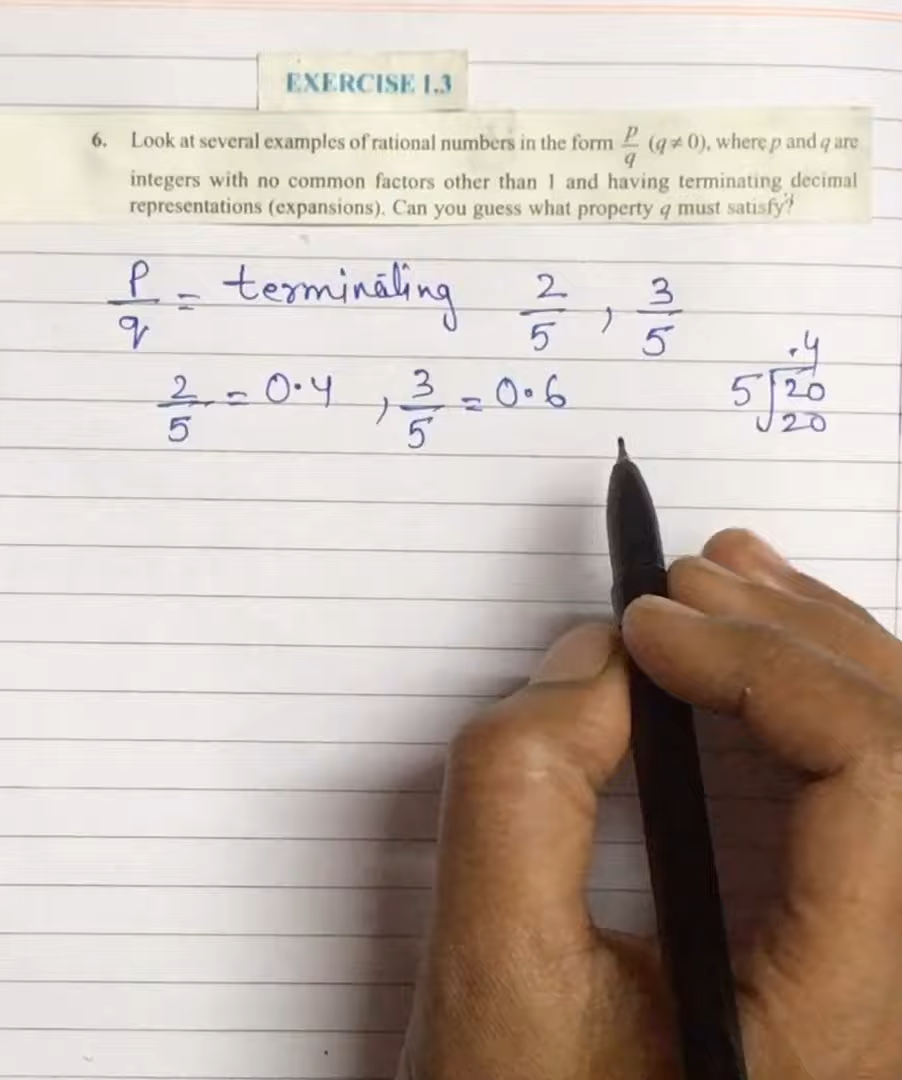 EXERCISE 1.3
6. Look at several examples of rational numbers in the form p/q (q ≠ 0), where p and q are
integers with no common factors other than 1 and having terminating decimal
representations (expansions). Can you guess what property q must satisfy?
p/q = terminating 2/5 , 3/5
2/5 = 0.4 , 3/5 = 0.6
.4
5 20
20